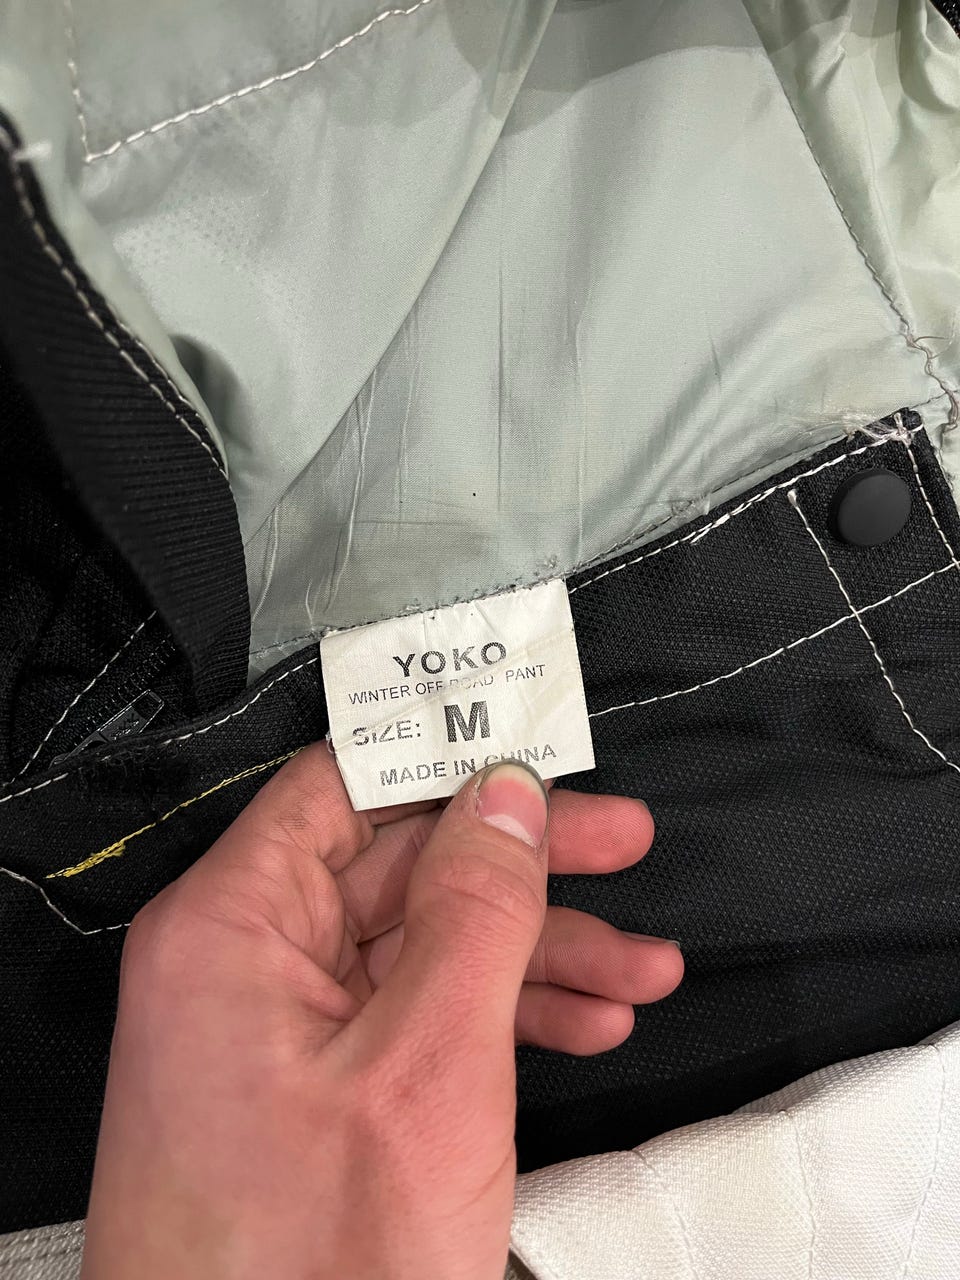 YOKO
WINTER OFF ROAD PANT
SIZE: M
MADE IN CHINA